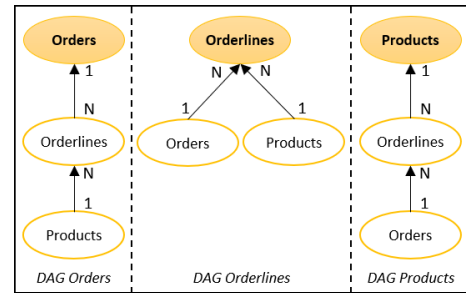 Orders
1
N
Orderlines
N
1
Products
DAG Orders
Orderlines
N N
1 1
Orders Products
DAG Orderlines
Products
1
N
Orderlines
N
1
Orders
DAG Products